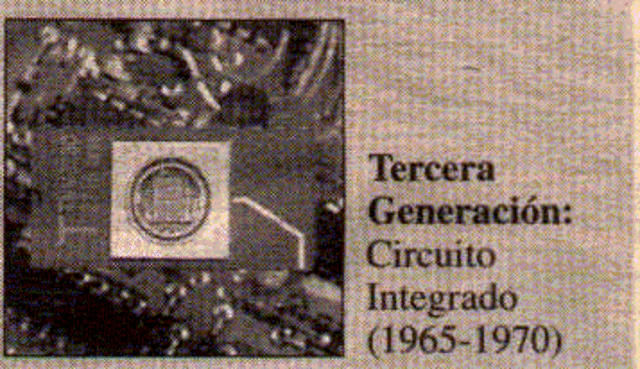 Tercera
Generación:
Circuito
Integrado
(1965-1970)